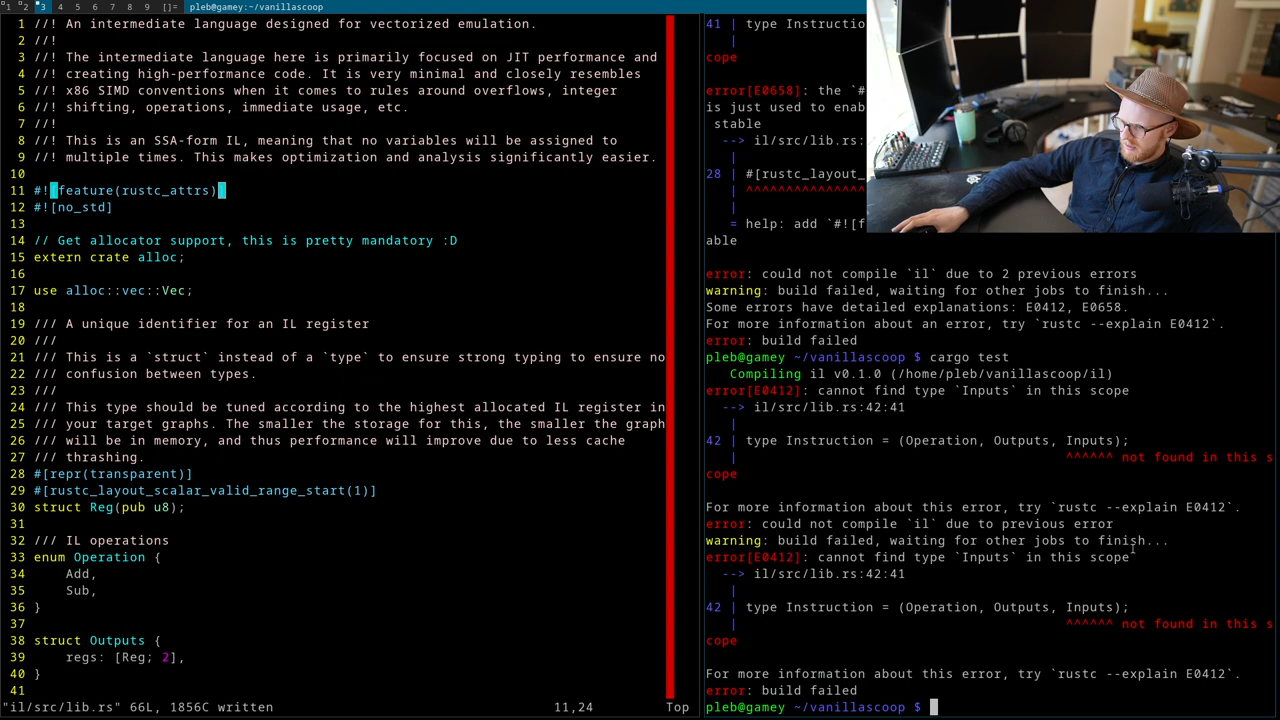 1 2 3 4 5 6 7 8 9 []= pleb@gamey:~/vanillascoop
1 //! An intermediate language designed for vectorized emulation.
2 //!
3 //! The intermediate language here is primarily focused on JIT performance and
4 //! creating high-performance code. It is very minimal and closely resembles
5 //! x86 SIMD conventions when it comes to rules around overflows, integer
6 //! shifting, operations, immediate usage, etc.
7 //!
8 //! This is an SSA-form IL, meaning that no variables will be assigned to
9 //! multiple times. This makes optimization and analysis significantly easier.
10
11 #![feature(rustc_attrs)]
12 #![no_std]
13
14 // Get allocator support, this is pretty mandatory :D
15 extern crate alloc;
16
17 use alloc::vec::Vec;
18
19 /// A unique identifier for an IL register
20 ///
21 /// This is a `struct` instead of a `type` to ensure strong typing to ensure no
22 /// confusion between types.
23 ///
24 /// This type should be tuned according to the highest allocated IL register in
25 /// your target graphs. The smaller the storage for this, the smaller the graph
26 /// will be in memory, and thus performance will improve due to less cache
27 /// thrashing.
28 #[repr(transparent)]
29 #[rustc_layout_scalar_valid_range_start(1)]
30 struct Reg(pub u8);
31
32 /// IL operations
33 enum Operation {
34     Add,
35     Sub,
36 }
37
38 struct Outputs {
39     regs: [Reg; 2],
40 }
41
"il/src/lib.rs" 66L, 1856C written 11,24 Top
41 | type Instruction
|
cope
error[E0658]: the `#
is just used to enab
stable
--> il/src/lib.rs:
|
28 | #[rustc_layout_
| ^^^^^^^^^^^^^^^
|
= help: add `#![f
able
error: could not compile `il` due to 2 previous errors
warning: build failed, waiting for other jobs to finish...
Some errors have detailed explanations: E0412, E0658.
For more information about an error, try `rustc --explain E0412`.
error: build failed
pleb@gamey ~/vanillascoop $ cargo test
Compiling il v0.1.0 (/home/pleb/vanillascoop/il)
error[E0412]: cannot find type `Inputs` in this scope
--> il/src/lib.rs:42:41
|
42 | type Instruction = (Operation, Outputs, Inputs);
| ^^^^^^ not found in this s
cope
For more information about this error, try `rustc --explain E0412`.
error: could not compile `il` due to previous error
warning: build failed, waiting for other jobs to finish...
error[E0412]: cannot find type `Inputs` in this scope
--> il/src/lib.rs:42:41
|
42 | type Instruction = (Operation, Outputs, Inputs);
| ^^^^^^ not found in this s
cope
For more information about this error, try `rustc --explain E0412`.
error: build failed
pleb@gamey ~/vanillascoop $